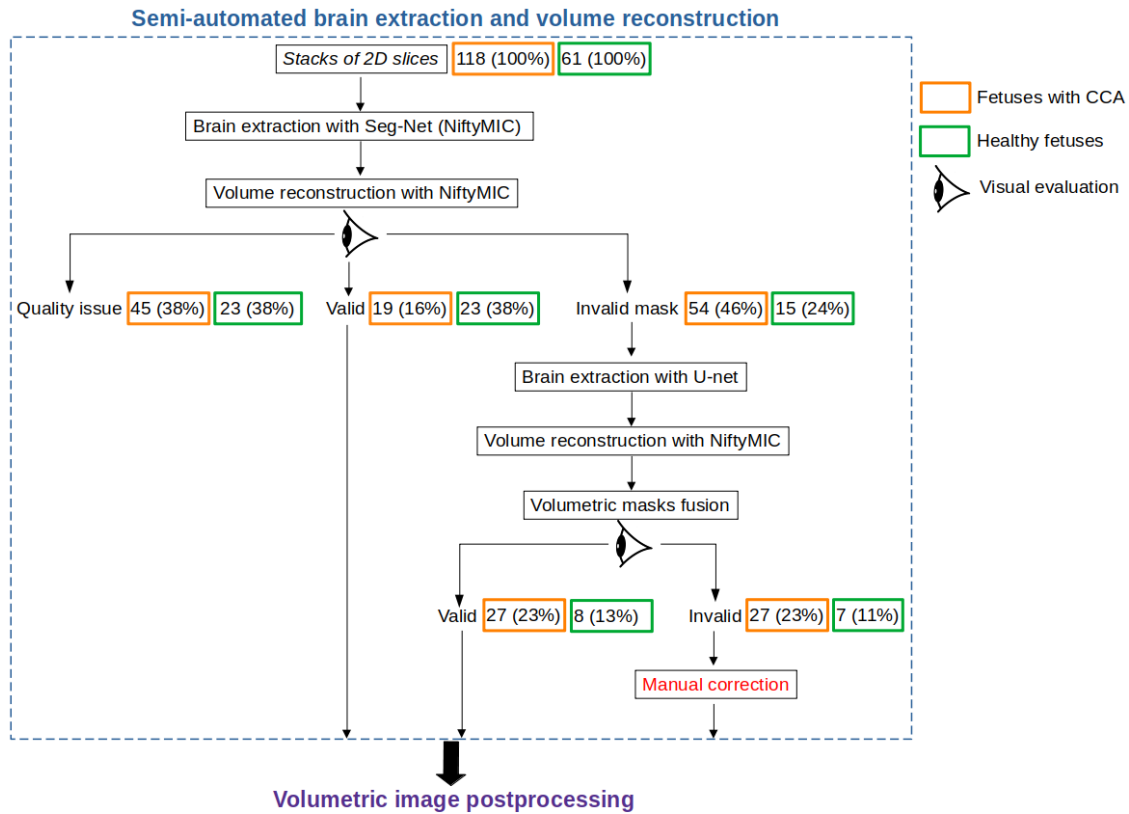 Semi-automated brain extraction and volume reconstruction
Stacks of 2D slices 118 (100%) 61 (100%)
Fetuses with CCA
Brain extraction with Seg-Net (NiftyMIC)
Healthy fetuses
Volume reconstruction with NiftyMIC
Visual evaluation
Quality issue 45 (38%) 23 (38%) Valid 19 (16%) 23 (38%) Invalid mask 54 (46%) 15 (24%)
Brain extraction with U-net
Volume reconstruction with NiftyMIC
Volumetric masks fusion
Valid 27 (23%) 8 (13%) Invalid 27 (23%) 7 (11%)
Manual correction
Volumetric image postprocessing